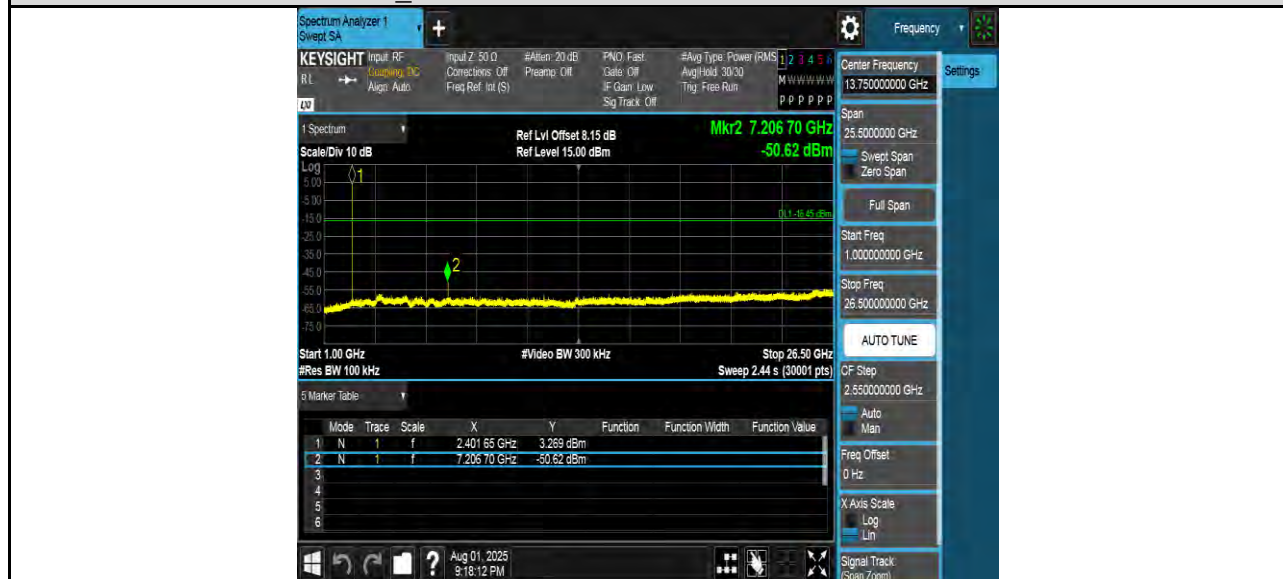 Spectrum Analyzer 1
Swept SA
+
Frequency
KEYSIGHT
Input: RF
Coupling: DC
Align: Auto
Input Z: 50 Ω
Corrections: Off
Freq Ref: Int (S)
#Atten: 20 dB
Preamp: Off
PNO: Fast
Gate: Off
IF Gain: Low
Sig Track: Off
#Avg Type: Power (RMS
Avg|Hold: 30/30
Trig: Free Run
1 2 3 4 5 6
M W W W W W
P P P P P P
RL
LXI
Center Frequency
13.750000000 GHz
Settings
1 Spectrum
Scale/Div 10 dB
Ref Lvl Offset 8.15 dB
Ref Level 15.00 dBm
Mkr2 7.206 70 GHz
-50.62 dBm
Span
25.5000000 GHz
Swept Span
Zero Span
Full Span
Start Freq
1.000000000 GHz
Stop Freq
26.500000000 GHz
AUTO TUNE
CF Step
2.550000000 GHz
Auto
Man
Freq Offset
0 Hz
X Axis Scale
Log
Lin
Signal Track
(Span Zoom)
Log
5.00
-5.00
-15.0
-25.0
-35.0
-45.0
-55.0
-65.0
-75.0
1
2
DL1 -16.45 dBm
Start 1.00 GHz
#Video BW 300 kHz
Stop 26.50 GHz
#Res BW 100 kHz
Sweep 2.44 s (30001 pts)
5 Marker Table
Mode Trace Scale X Y Function Function Width Function Value
1 N 1 f 2.401 65 GHz 3.269 dBm
2 N 1 f 7.206 70 GHz -50.62 dBm
3
4
5
6
?
Aug 01, 2025
9:18:12 PM